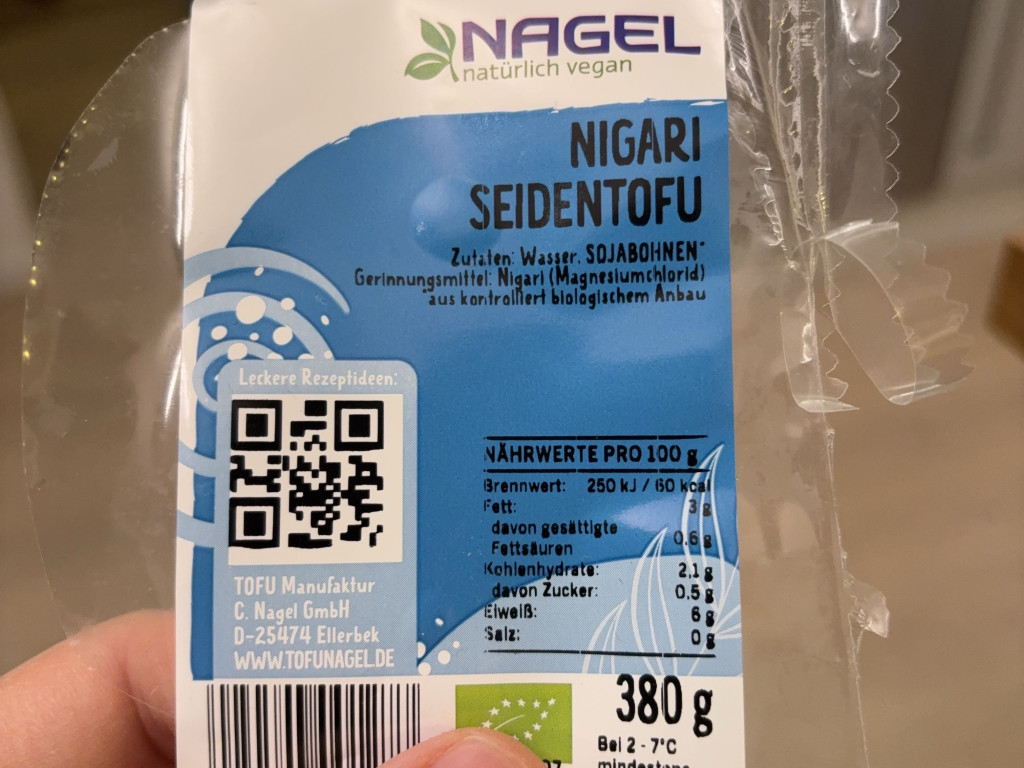 NAGEL
natürlich vegan
NIGARI
SEIDENTOFU
Zutaten: Wasser, SOJABOHNEN*
Gerinnungsmittel: Nigari (Magnesiumchlorid)
*aus kontrolliert biologischem Anbau
Leckere Rezeptideen:
TOFU Manufaktur
C. Nagel GmbH
D-25474 Ellerbek
WWW.TOFUNAGEL.DE
NÄHRWERTE PRO 100 g
Brennwert: 250 kJ / 60 kcal
Fett: 3 g
davon gesättigte
Fettsäuren 0,6 g
Kohlenhydrate: 2,1 g
davon Zucker: 0.5 g
Eiweiß: 6 g
Salz: 0 g
380 g
Bei 2 - 7°C